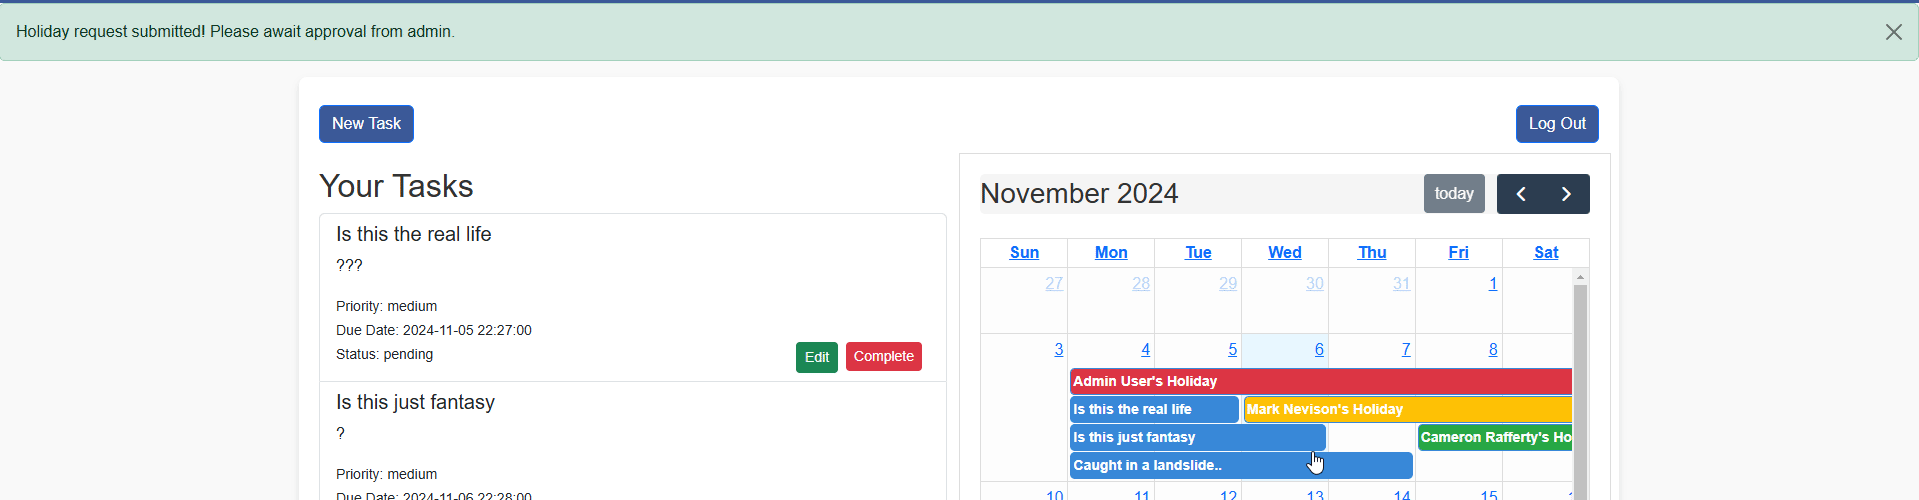 Holiday request submitted! Please await approval from admin.
New Task
Log Out
Your Tasks
Is this the real life
???
Priority: medium
Due Date: 2024-11-05 22:27:00
Status: pending
Edit
Complete
Is this just fantasy
?
Priority: medium
Due Date: 2024-11-06 22:28:00
November 2024
today
Sun Mon Tue Wed Thu Fri Sat
27 28 29 30 31 1
3 4 5 6 7 8
Admin User's Holiday
Is this the real life
Mark Nevison's Holiday
Is this just fantasy
Cameron Rafferty's Ho
Caught in a landslide..
10 11 12 13 14 15